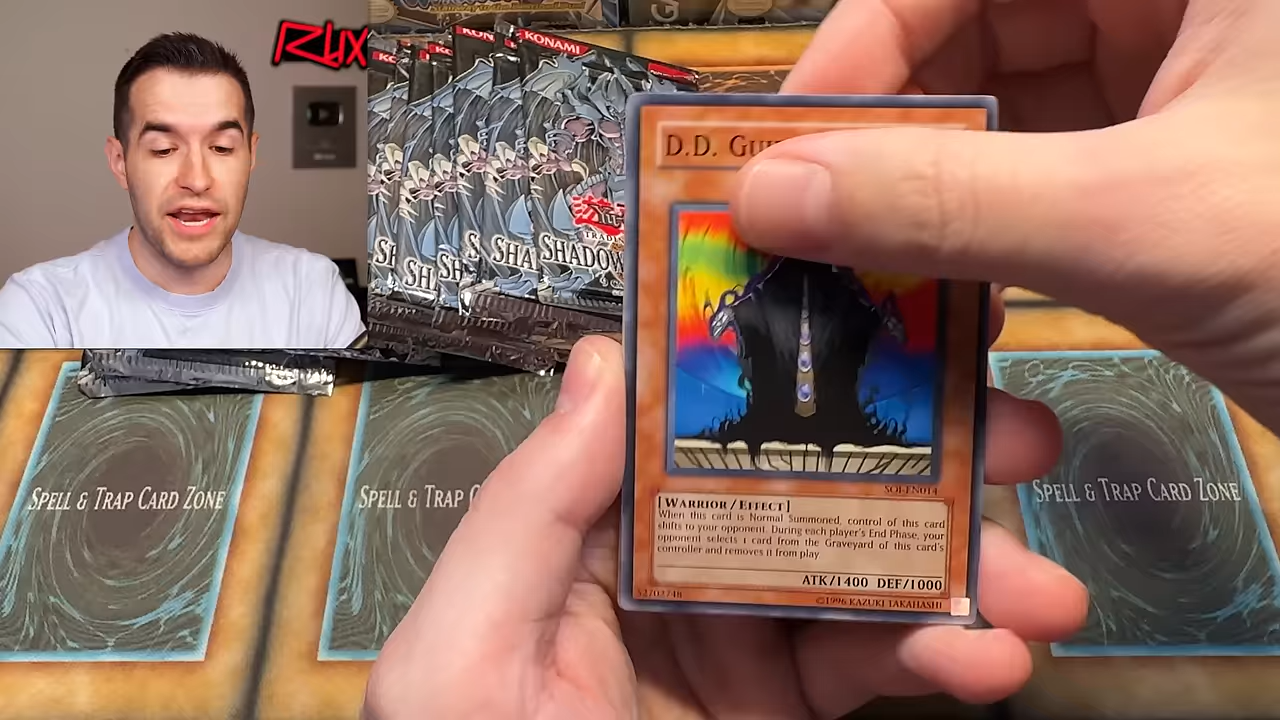 RUX
KONAMI
KON
SHADOW
SHA
SH
SH
D.D. GU
SOI-EN014
[WARRIOR/EFFECT]
When this card is Normal Summoned, control of this card
shifts to your opponent. During each player's End Phase, your
opponent selects 1 card from the Graveyard of this card's
controller and removes it from play
ATK/1400 DEF/1000
©1996 KAZUKI TAKAHASHI
SPELL & TRAP CARD ZONE
SPELL & TRAP C
SPELL & TRAP CARD ZONE